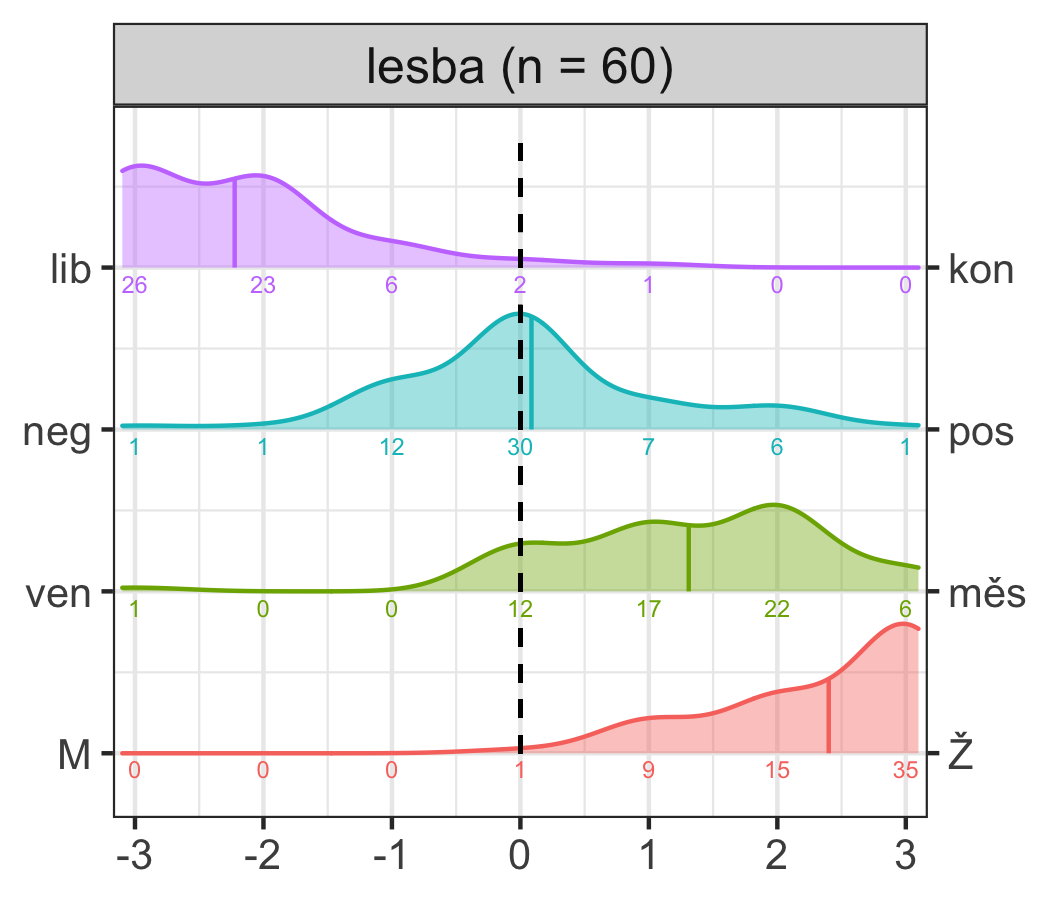 lesba (n = 60)
lib kon
26 23 6 2 1 0 0
neg pos
1 1 12 30 7 6 1
ven měs
1 0 0 12 17 22 6
M Ž
0 0 0 1 9 15 35
-3 -2 -1 0 1 2 3